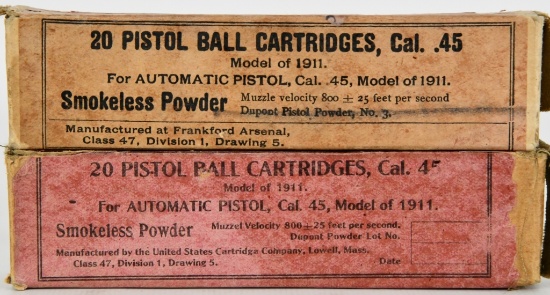 20 PISTOL BALL CARTRIDGES, Cal. .45
Model of 1911.
For AUTOMATIC PISTOL, Cal. .45, Model of 1911.
Smokeless Powder Muzzle velocity 800 ± 25 feet per second
Dupont Pistol Powder, No. 3.
Manufactured at Frankford Arsenal,
Class 47, Division 1, Drawing 5.
20 PISTOL BALL CARTRIDGES, Cal. 45
Model of 1911.
For AUTOMATIC PISTOL, Cal. 45, Model of 1911.
Smokeless Powder Muzzel Velocity 800±25 feet per second.
Dupont Powder Lot No.
Manufactured by the United States Cartridge Company, Lowell, Mass.
Class 47, Division 1, Drawing 5. Date